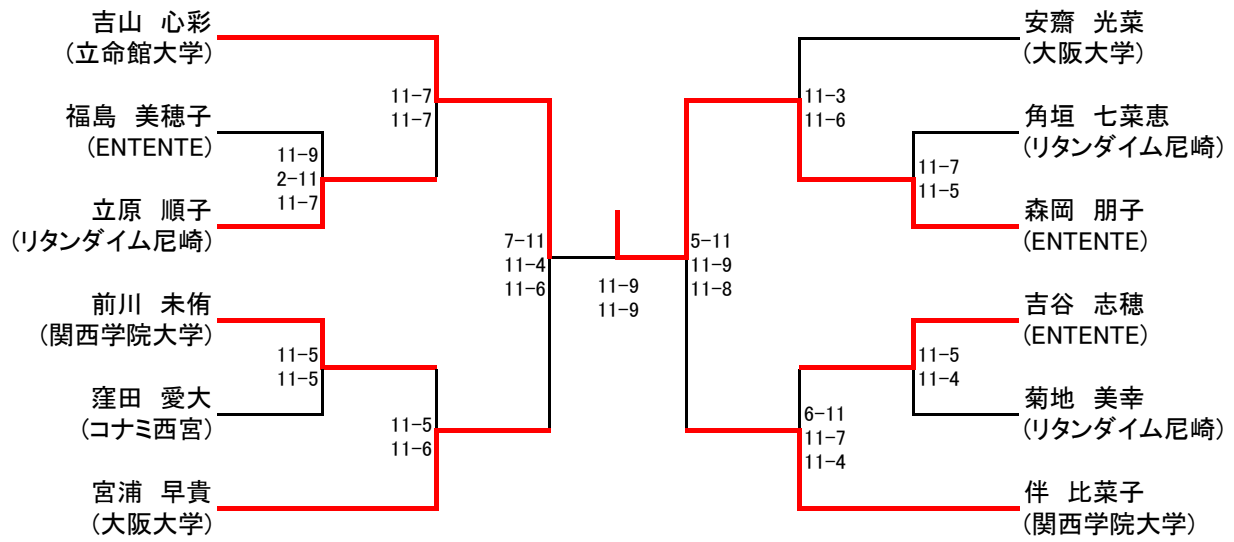 吉山 心彩
(立命館大学)
福島 美穂子
(ENTENTE)
立原 順子
(リタンダイム尼崎)
前川 未侑
(関西学院大学)
窪田 愛大
(コナミ西宮)
宮浦 早貴
(大阪大学)
11-7
11-7
11-9
2-11
11-7
11-5
11-5
11-5
11-6
7-11
11-4
11-6
11-9
11-9
5-11
11-9
11-8
11-3
11-6
11-7
11-5
11-5
11-4
6-11
11-7
11-4
安齋 光菜
(大阪大学)
角垣 七菜恵
(リタンダイム尼崎)
森岡 朋子
(ENTENTE)
吉谷 志穂
(ENTENTE)
菊地 美幸
(リタンダイム尼崎)
伴 比菜子
(関西学院大学)